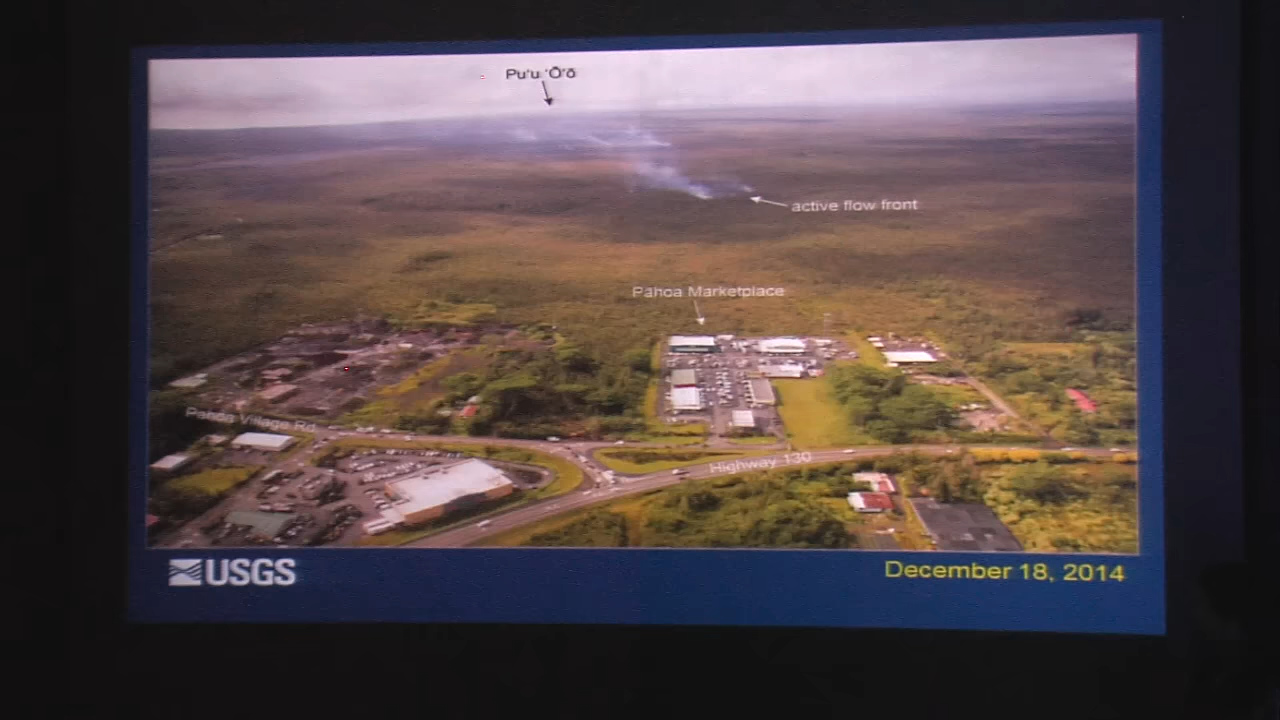 Pu‘u ‘Ō‘ō
active flow front
Pāhoa Marketplace
Pahoa Village Rd
Highway 130
USGS
December 18, 2014